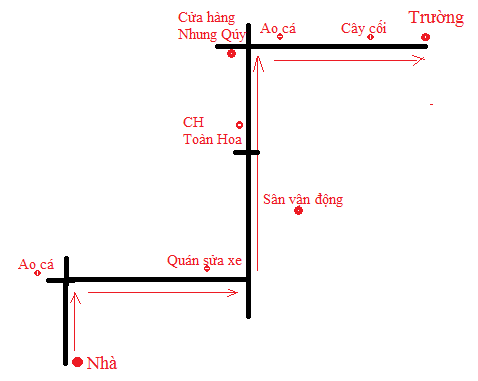 Cửa hàng
Nhung Qúy
Ao cá
Cây cối
Trường
CH
Toản Hoa
Sân vận động
Quán sửa xe
Ao cá
Nhà